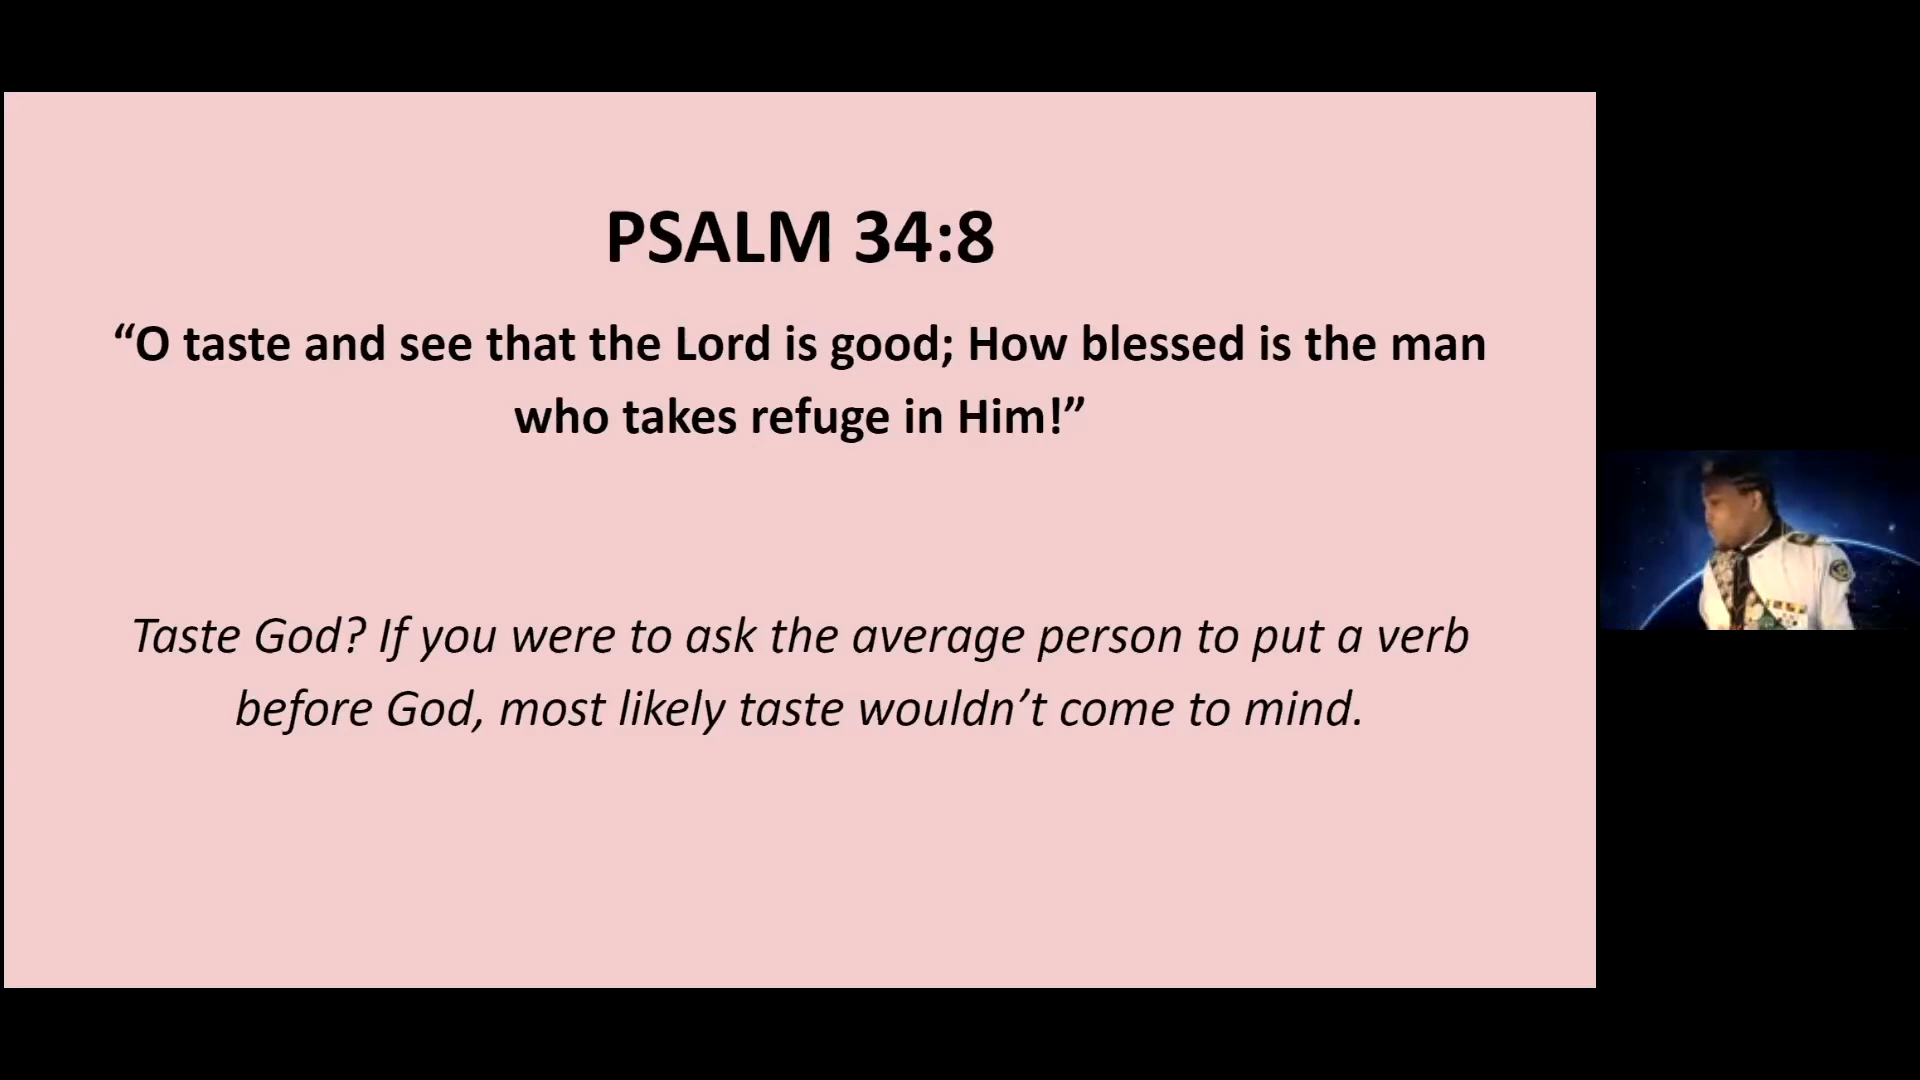 PSALM 34:8
“O taste and see that the Lord is good; How blessed is the man
who takes refuge in Him!”
Taste God? If you were to ask the average person to put a verb
before God, most likely taste wouldn’t come to mind.